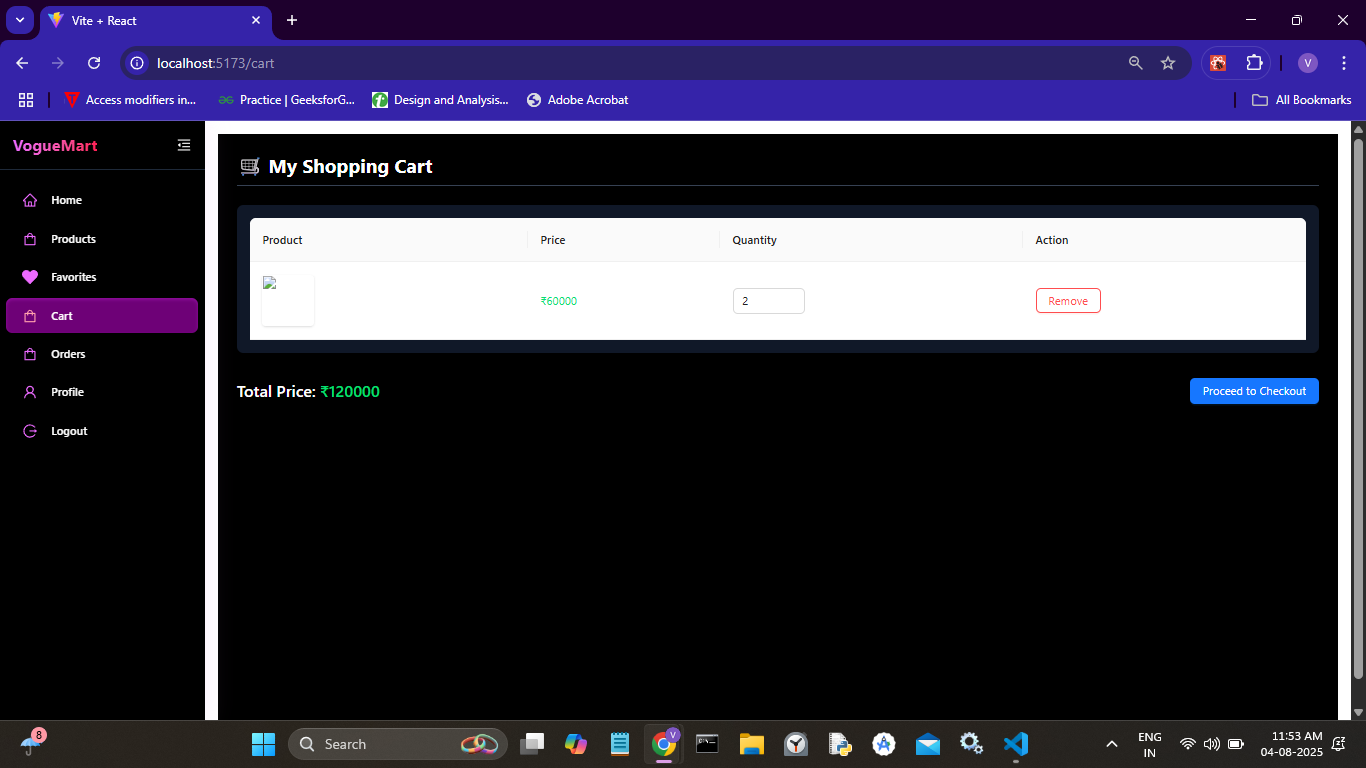 Vite + React
localhost:5173/cart
V
Access modifiers in...
Practice | GeeksforG...
Design and Analysis...
Adobe Acrobat
All Bookmarks
VogueMart
Home
Products
Favorites
Cart
Orders
Profile
Logout
My Shopping Cart
Product Price Quantity Action
₹60000 2 Remove
Total Price: ₹120000
Proceed to Checkout
8
Search
V
ENG
IN
11:53 AM
04-08-2025